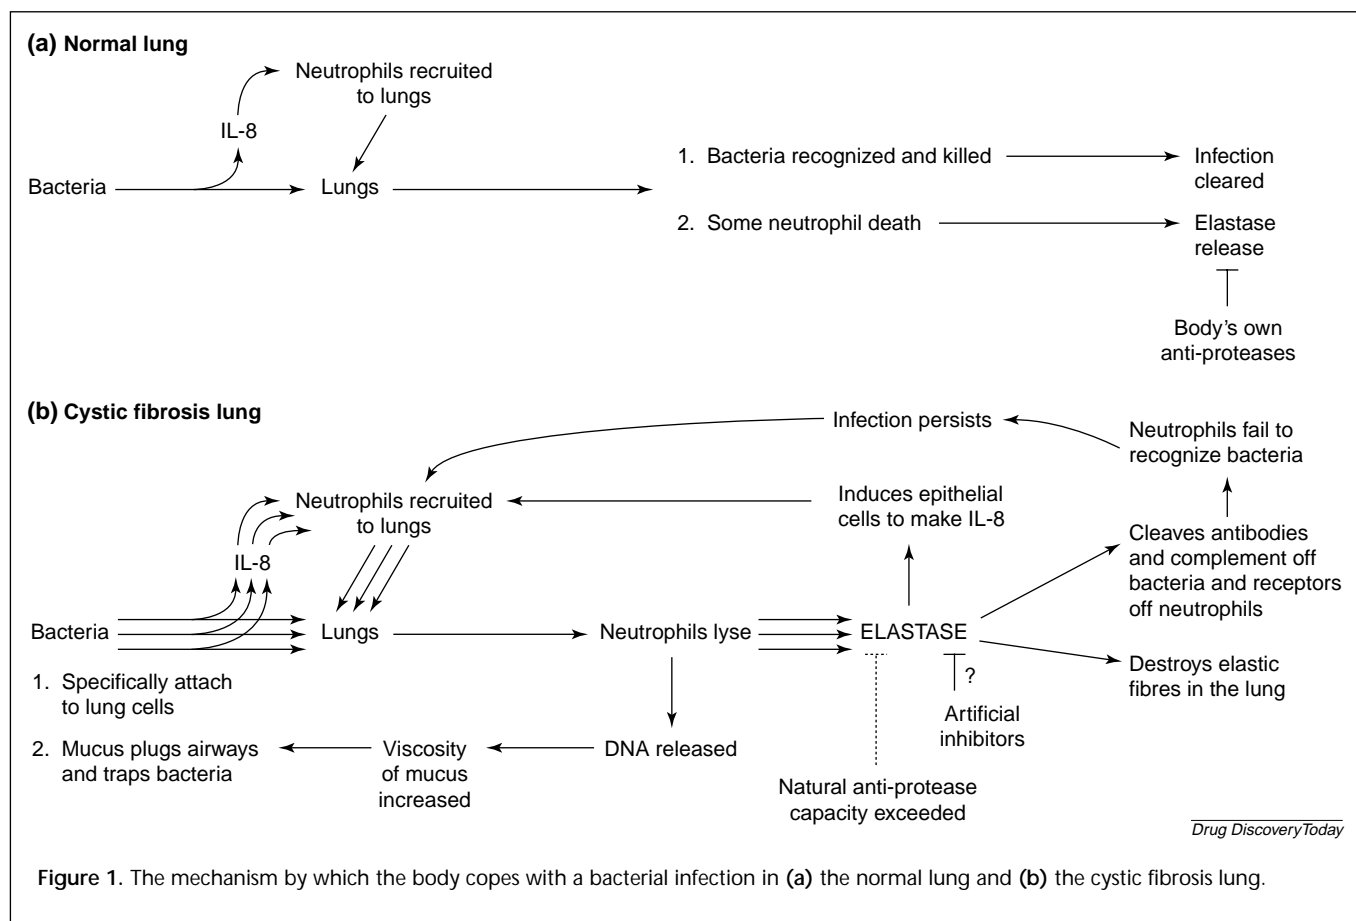 (a) Normal lung
Neutrophils recruited
to lungs
IL-8
Bacteria
Lungs
1. Bacteria recognized and killed
Infection
cleared
2. Some neutrophil death
Elastase
release
Body's own
anti-proteases
(b) Cystic fibrosis lung
Infection persists
Neutrophils fail to
recognize bacteria
Neutrophils recruited
to lungs
Induces epithelial
cells to make IL-8
Cleaves antibodies
and complement off
bacteria and receptors
off neutrophils
IL-8
Bacteria
Lungs
Neutrophils lyse
ELASTASE
Destroys elastic
fibres in the lung
1. Specifically attach
to lung cells
?
Artificial
inhibitors
2. Mucus plugs airways
and traps bacteria
Viscosity
of mucus
increased
DNA released
Natural anti-protease
capacity exceeded
Drug Discovery Today
Figure 1. The mechanism by which the body copes with a bacterial infection in (a) the normal lung and (b) the cystic fibrosis lung.